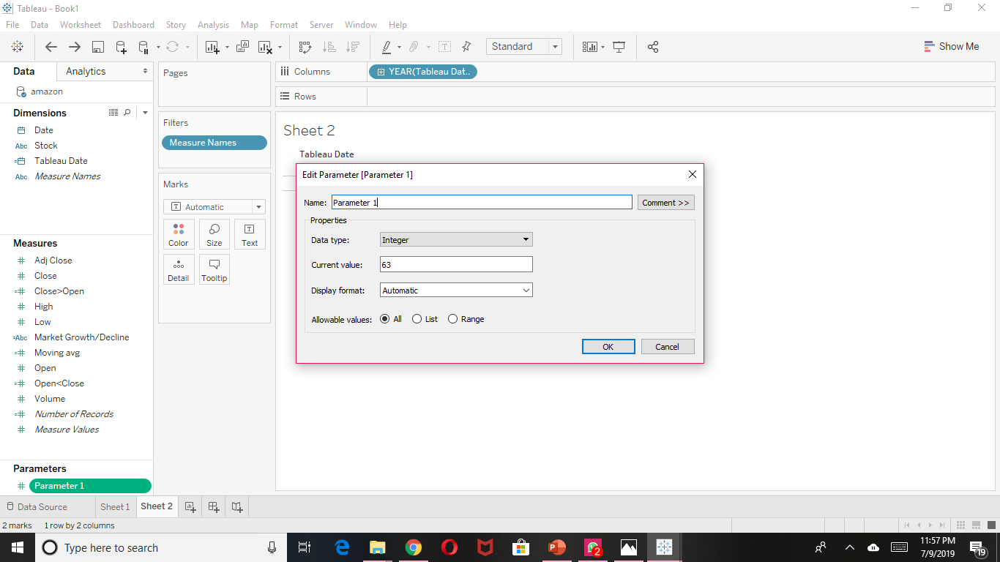 Tableau - Book1
File Data Worksheet Dashboard Story Analysis Map Format Server Window Help
Standard
Show Me
Data Analytics
amazon
Dimensions
Date
Abc Stock
Tableau Date
Abc Measure Names
Measures
# Adj Close
# Close
=# Close>Open
# High
# Low
=Abc Market Growth/Decline
=# Moving avg
# Open
=# Open<Close
# Volume
=# Number of Records
# Measure Values
Parameters
# Parameter 1
Pages
Filters
Measure Names
Marks
T Automatic
Color Size Text
Detail Tooltip
Columns YEAR(Tableau Dat..
Rows
Sheet 2
Tableau Date
Edit Parameter [Parameter 1]
Name: Parameter 1 Comment >>
Properties
Data type: Integer
Current value: 63
Display format: Automatic
Allowable values: All List Range
OK Cancel
Data Source Sheet 1 Sheet 2
2 marks 1 row by 2 columns
Type here to search
2
11:57 PM
7/9/2019
19